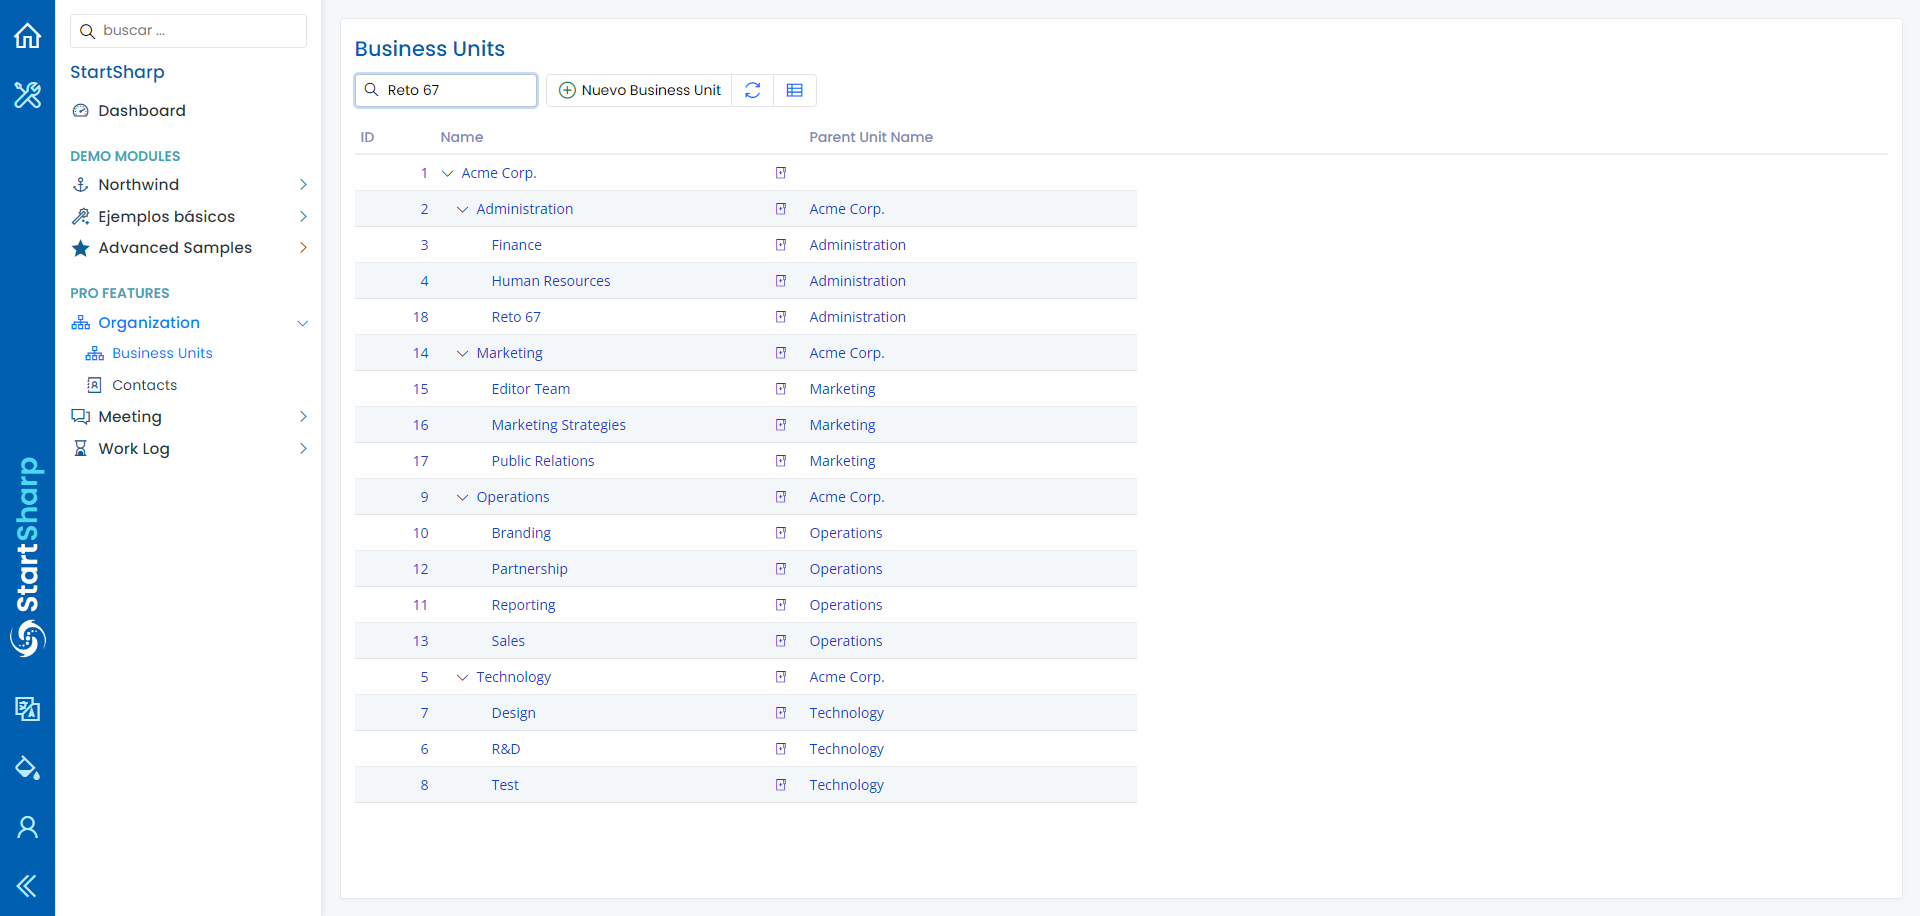 buscar ...
StartSharp
Dashboard
DEMO MODULES
Northwind
Ejemplos básicos
Advanced Samples
PRO FEATURES
Organization
Business Units
Contacts
Meeting
Work Log
StartSharp
Business Units
Reto 67
Nuevo Business Unit
ID Name Parent Unit Name
1 Acme Corp.
2 Administration Acme Corp.
3 Finance Administration
4 Human Resources Administration
18 Reto 67 Administration
14 Marketing Acme Corp.
15 Editor Team Marketing
16 Marketing Strategies Marketing
17 Public Relations Marketing
9 Operations Acme Corp.
10 Branding Operations
12 Partnership Operations
11 Reporting Operations
13 Sales Operations
5 Technology Acme Corp.
7 Design Technology
6 R&D Technology
8 Test Technology